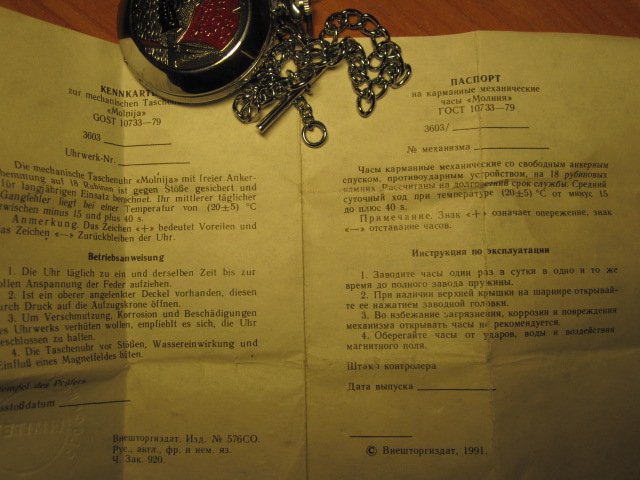 KENNKARTE
zur mechanischen Taschen
«Molnija»
GOST 10733—79
3603
Uhrwerk-Nr.
Die mechanische Taschenuhr «Molnija» mit freier Anker-
hemmung auf 18 Rubinen ist gegen Stöße gesichert und
für langjährigen Einsatz berechnet. Ihr mittlerer täglicher
Gangfehler liegt bei einer Temperatur von (20±5) °C
zwischen minus 15 und plus 40 s.
Anmerkung. Das Zeichen «+» bedeutet Voreilen und
das Zeichen «—» Zurückbleiben der Uhr.
Betriebsanweisung
1. Die Uhr täglich zu ein und derselben Zeit bis zur
vollen Anspannung der Feder aufziehen.
2. Ist ein oberer angelenkter Deckel vorhanden, diesen
durch Druck auf die Aufzugskrone öffnen.
3. Um Verschmutzung, Korrosion und Beschädigungen
des Uhrwerks verhüten wollen, empfiehlt es sich, die Uhr
geschlossen zu halten.
4. Die Taschenuhr vor Stößen, Wassereinwirkung und
Einfluß eines Magnetfeldes hüten.
Stempel des Prüfers
Ausstoßdatum
Внешторгиздат. Изд. № 576СО.
Рус., англ., фр. и нем. из.
Ч. Зак. 920.
ПАСПОРТ
на карманные механические
часы «Молния»
ГОСТ 10733—79
3603/
№ механизма
Часы карманные механические со свободным анкерным
спуском, противоударным устройством, на 18 рубиновых
камнях. Рассчитаны на долгосрочный срок службы. Средний
суточный ход при температуре (20±5) °С от минус 15
до плюс 40 s.
Примечание. Знак «+» означает опережение, знак
«—» отставание часов.
Инструкция по эксплуатации
1. Заводите часы один раз в сутки в одно и то же
время до полного завода пружины.
2. При наличии верхней крышки на шарнире открывай-
те ее нажатием заводной головки.
3. Во избежание загрязнения, коррозии и повреждения
механизма открывать часы не рекомендуется.
4. Оберегайте часы от ударов, воды и воздействия
магнитного поля.
Штамп контролера
Дата выпуска
© Внешторгиздат, 1991.